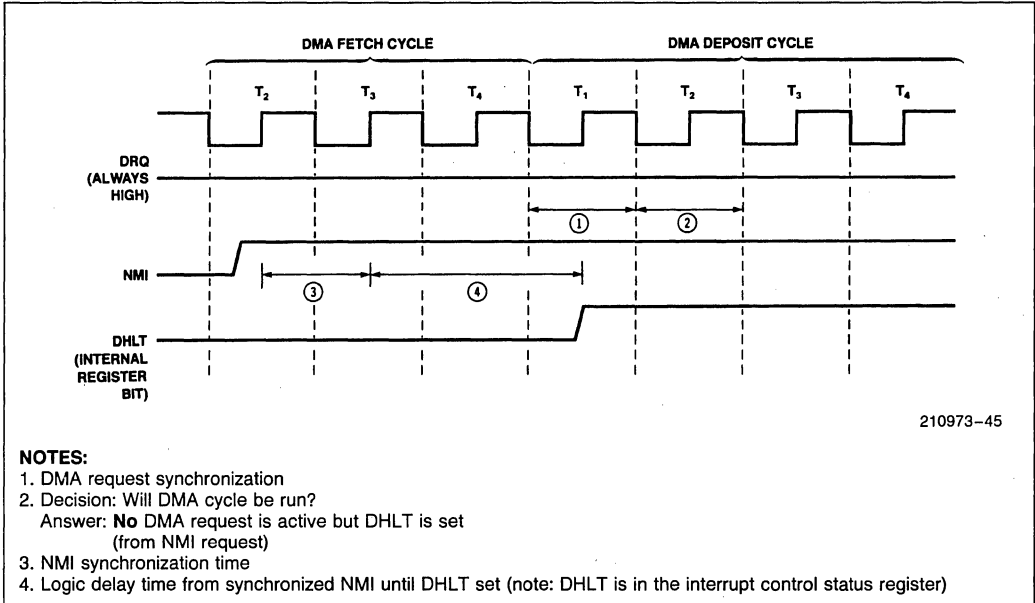 DMA FETCH CYCLE
DMA DEPOSIT CYCLE
T2
T3
T4
T1
T2
T3
T4
DRQ
(ALWAYS
HIGH)
1
2
NMI
3
4
DHLT
(INTERNAL
REGISTER
BIT)
210973–45
NOTES:
1. DMA request synchronization
2. Decision: Will DMA cycle be run?
Answer: No DMA request is active but DHLT is set
(from NMI request)
3. NMI synchronization time
4. Logic delay time from synchronized NMI until DHLT set (note: DHLT is in the interrupt control status register)